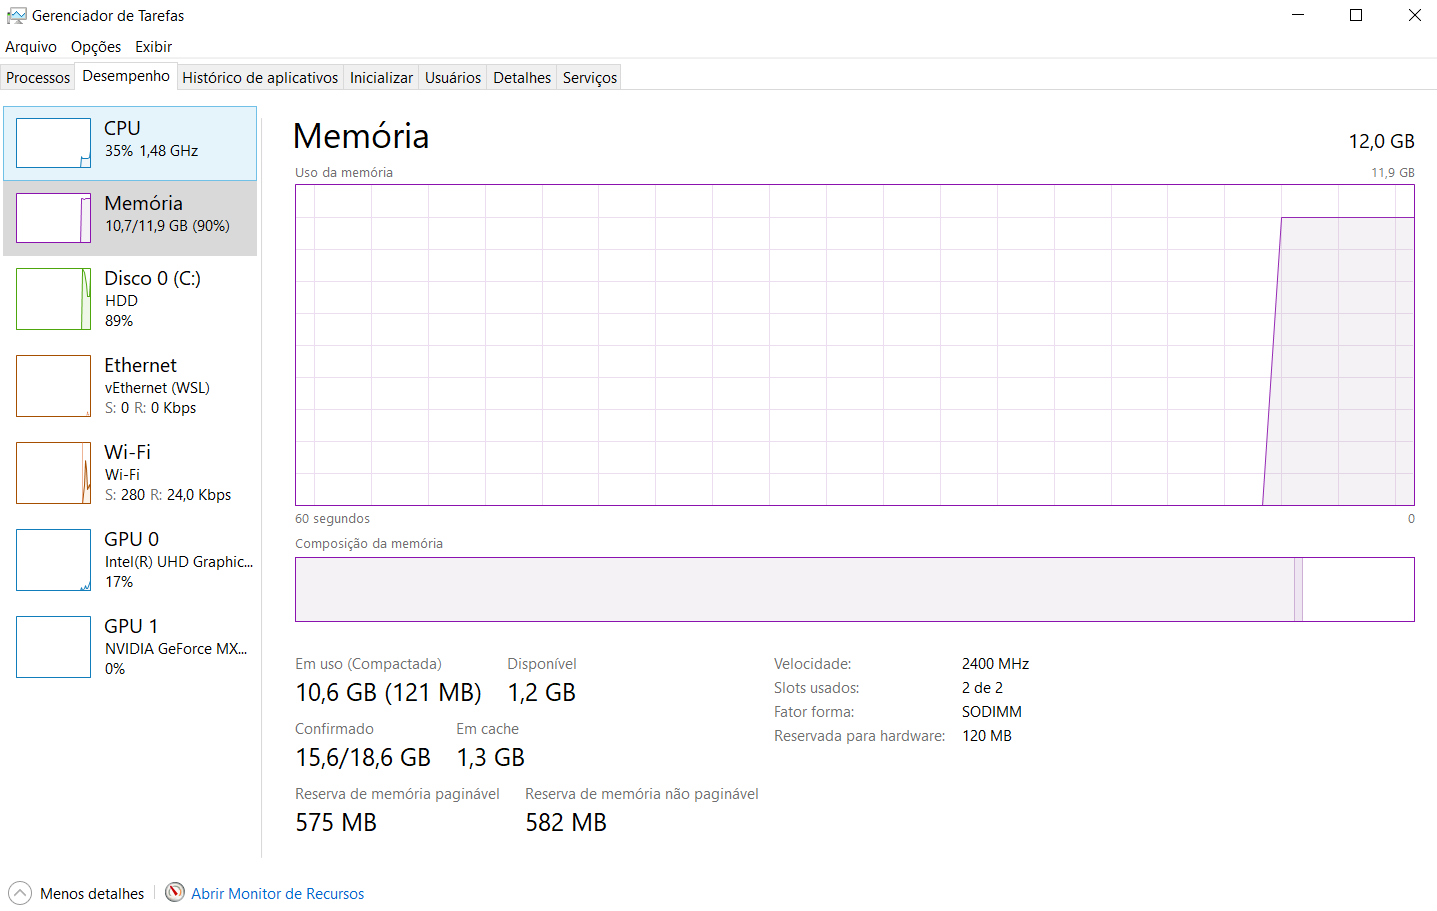 Gerenciador de Tarefas
Arquivo Opções Exibir
Processos Desempenho Histórico de aplicativos Inicializar Usuários Detalhes Serviços
CPU
35% 1,48 GHz
Memória
10,7/11,9 GB (90%)
Disco 0 (C:)
HDD
89%
Ethernet
vEthernet (WSL)
S: 0 R: 0 Kbps
Wi-Fi
Wi-Fi
S: 280 R: 24,0 Kbps
GPU 0
Intel(R) UHD Graphic...
17%
GPU 1
NVIDIA GeForce MX...
0%
Memória 12,0 GB
Uso da memória 11,9 GB
60 segundos 0
Composição da memória
Em uso (Compactada) Disponível
10,6 GB (121 MB) 1,2 GB
Confirmado Em cache
15,6/18,6 GB 1,3 GB
Reserva de memória paginável Reserva de memória não paginável
575 MB 582 MB
Velocidade: 2400 MHz
Slots usados: 2 de 2
Fator forma: SODIMM
Reservada para hardware: 120 MB
Menos detalhes Abrir Monitor de Recursos